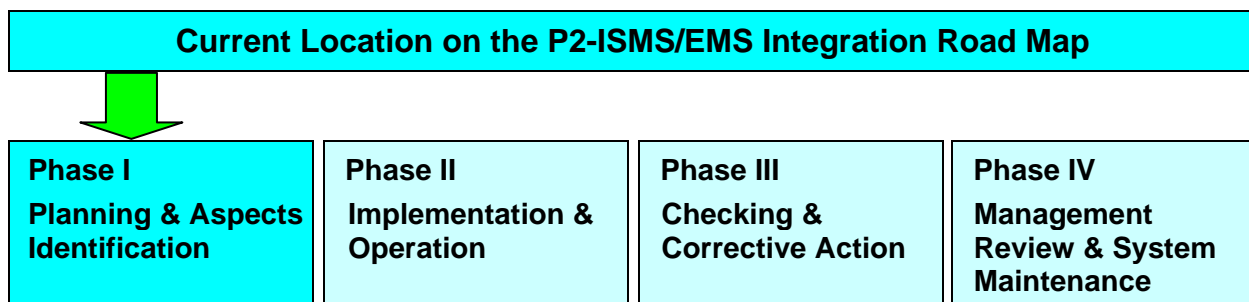 Current Location on the P2-ISMS/EMS Integration Road Map
Phase I
Planning & Aspects
Identification
Phase II
Implementation &
Operation
Phase III
Checking &
Corrective Action
Phase IV
Management
Review & System
Maintenance